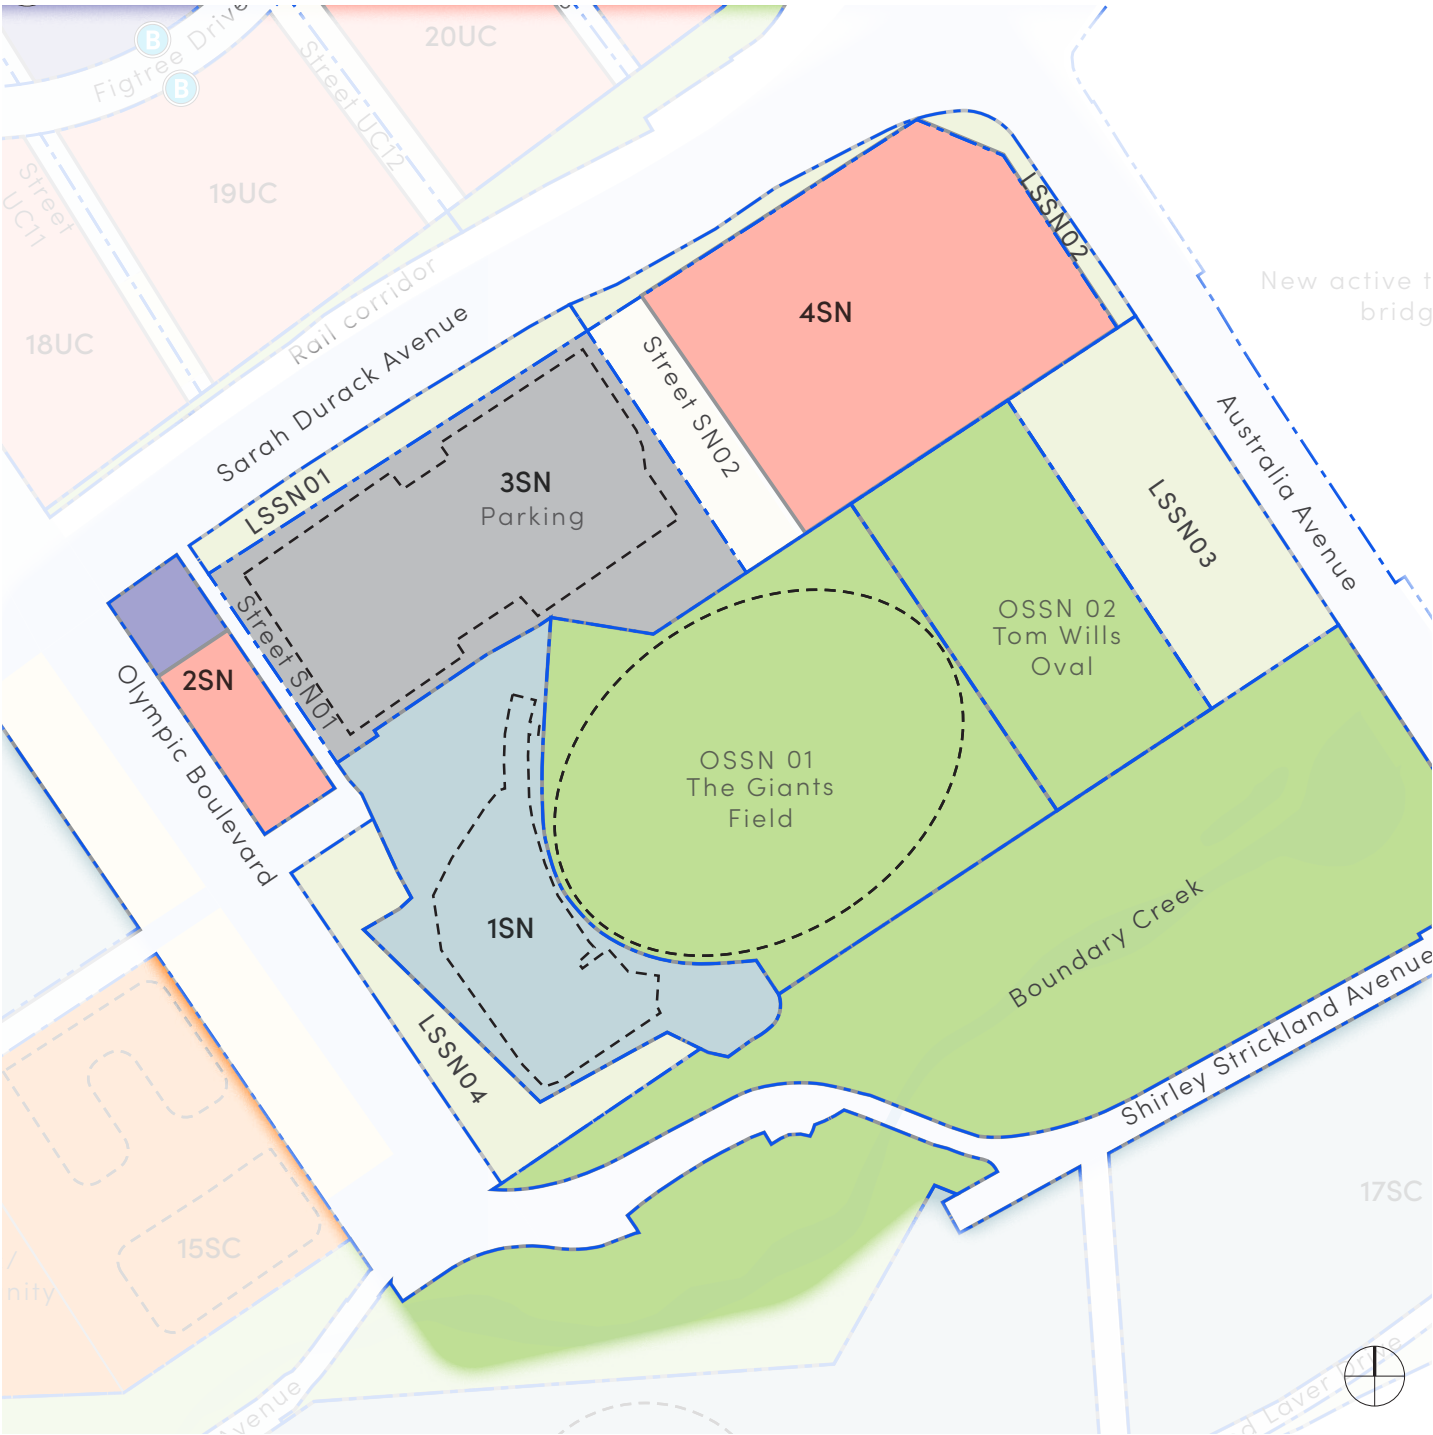 20UC
B
Figtree Drive
B
Street UC12
Street
UC11
19UC
18UC
Rail corridor
Sarah Durack Avenue
LSSN02
New active t
bridg
4SN
Street SN02
Australia Avenue
LSSN01
3SN
Parking
LSSN03
Street SN01
2SN
OSSN 02
Tom Wills
Oval
Olympic Boulevard
OSSN 01
The Giants
Field
1SN
Boundary Creek
LSSN04
Shirley Strickland Avenue
17SC
15SC
nity
Avenue
d Laver Drive